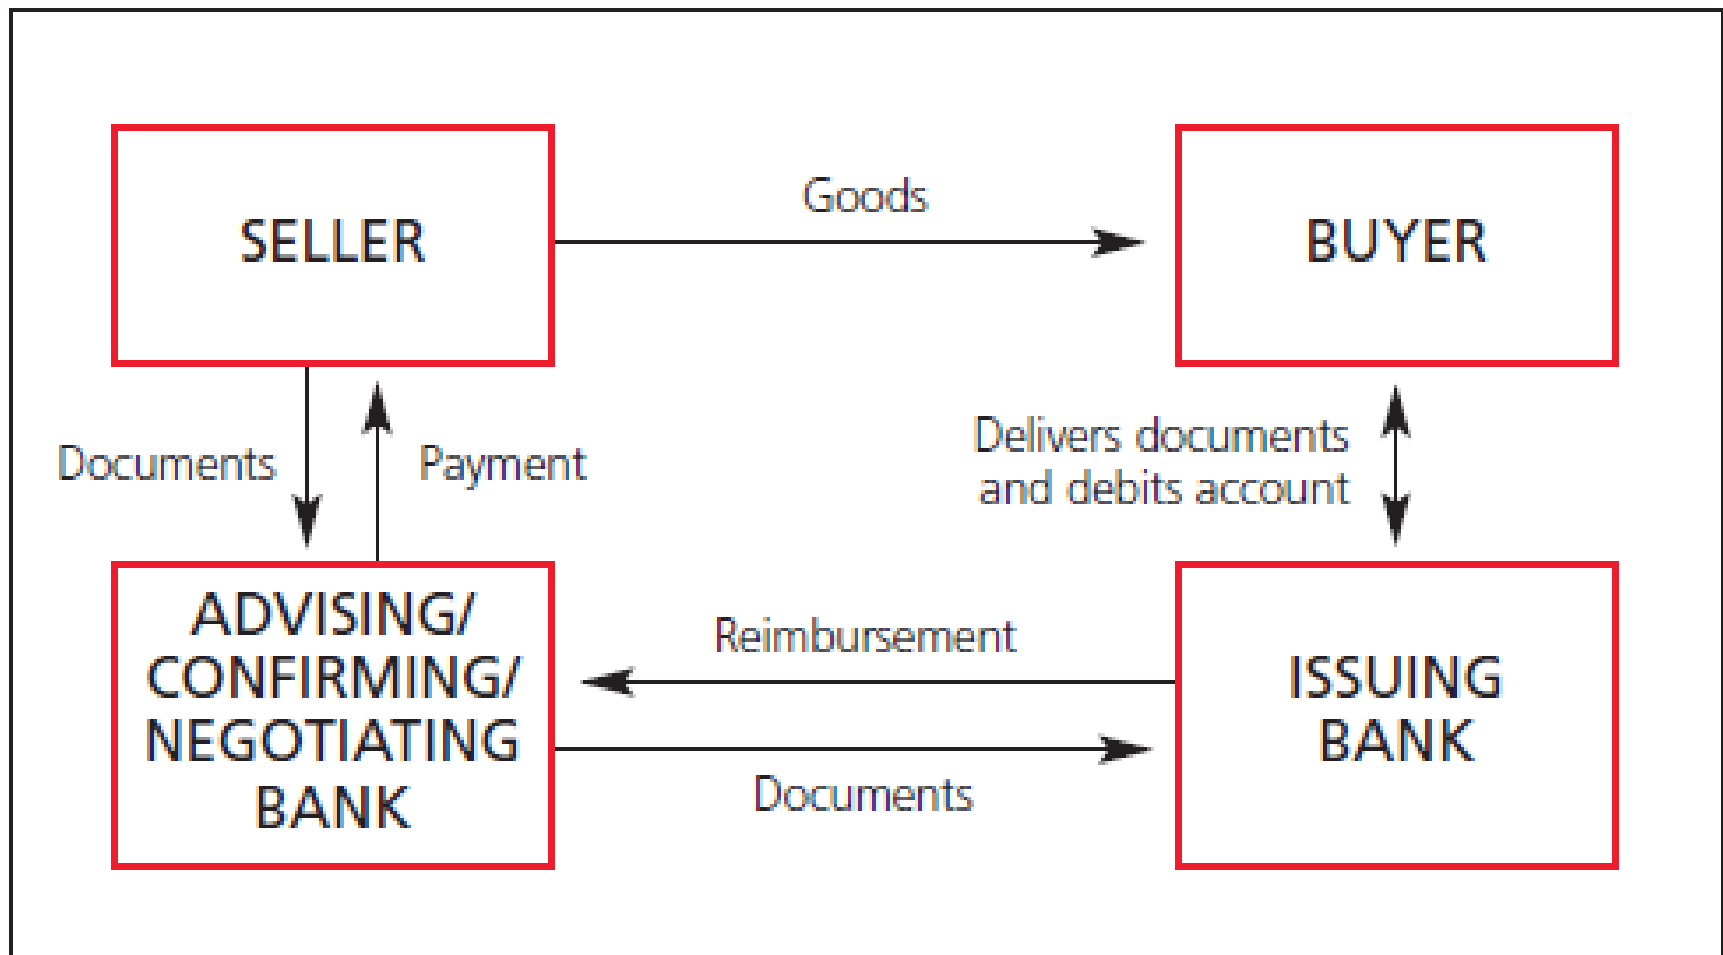 Goods
SELLER
BUYER
Documents
Payment
Delivers documents
and debits account
ADVISING/
CONFIRMING/
NEGOTIATING
BANK
Reimbursement
Documents
ISSUING
BANK